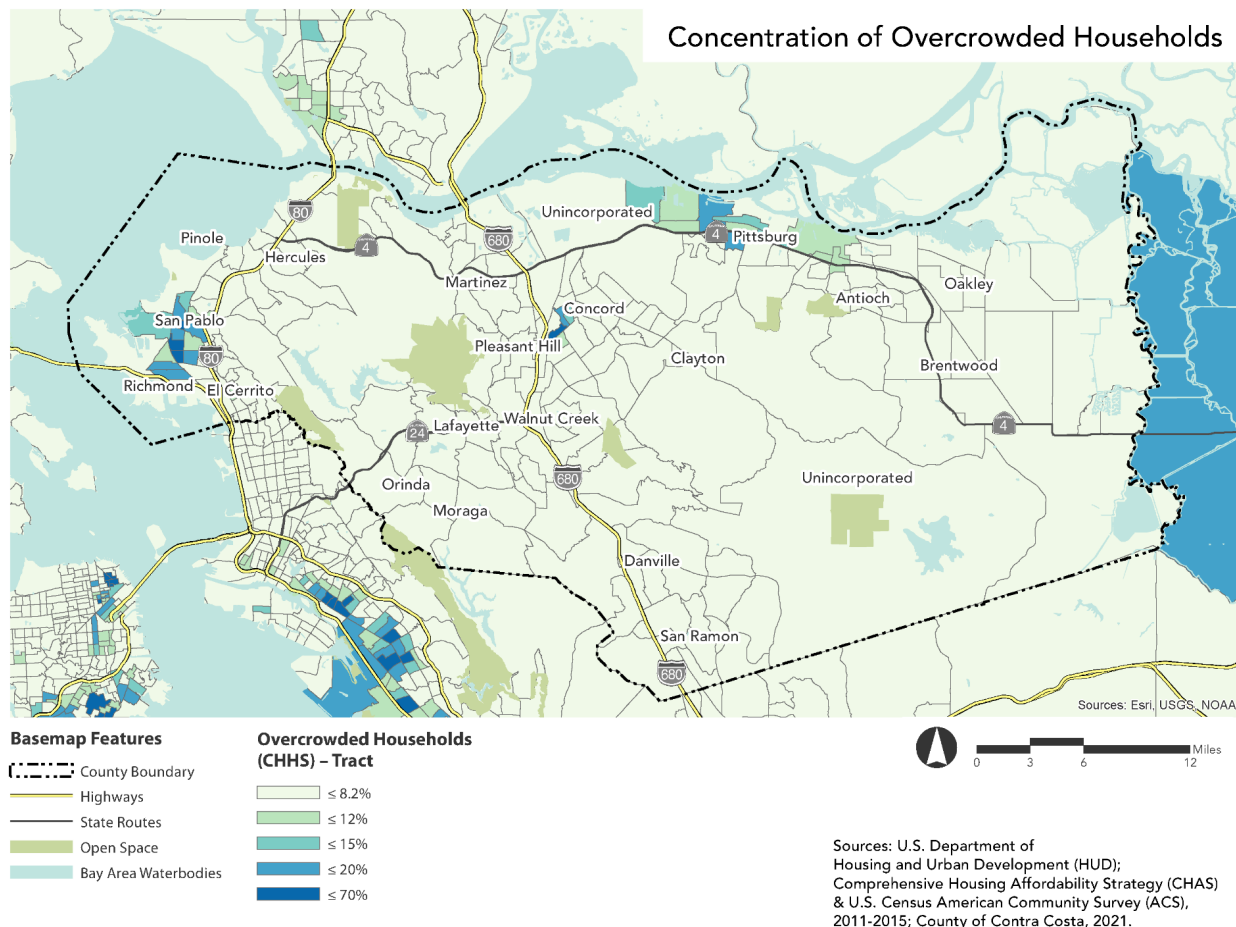 Concentration of Overcrowded Households
Unincorporated
80
Pinole
4
680
4
Pittsburg
Hercules
Martinez
Oakley
Antioch
Concord
San Pablo
Pleasant Hill
80
Clayton
Brentwood
Richmond
El Cerrito
Walnut Creek
Lafayette
24
4
680
Unincorporated
Orinda
Moraga
Danville
San Ramon
680
Sources: Esri, USGS, NOAA
Basemap Features
County Boundary
Highways
State Routes
Open Space
Bay Area Waterbodies
Overcrowded Households
(CHHS) – Tract
≤ 8.2%
≤ 12%
≤ 15%
≤ 20%
≤ 70%
Miles
0 3 6 12
Sources: U.S. Department of
Housing and Urban Development (HUD);
Comprehensive Housing Affordability Strategy (CHAS)
& U.S. Census American Community Survey (ACS),
2011-2015; County of Contra Costa, 2021.